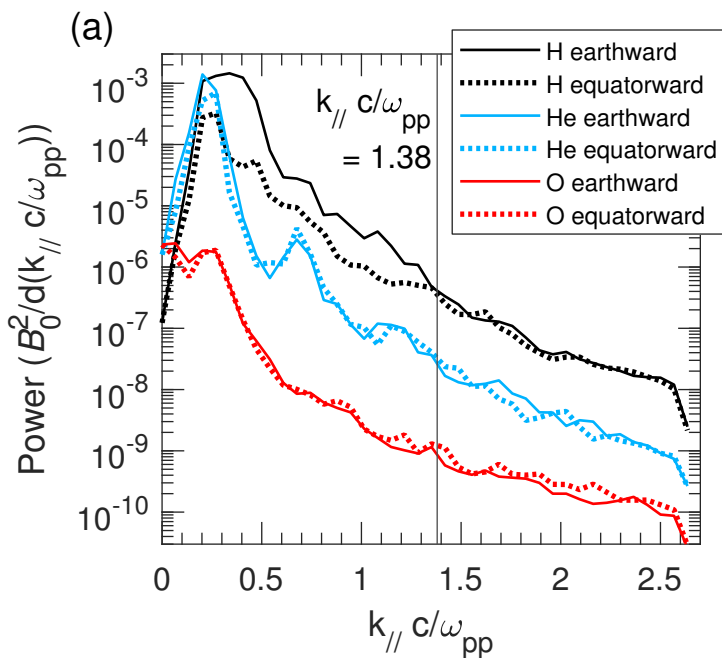 (a)
Power (B₀²/d(k// c/ωpp))
10⁻³
10⁻⁴
10⁻⁵
10⁻⁶
10⁻⁷
10⁻⁸
10⁻⁹
10⁻¹⁰
k// c/ωpp
= 1.38
H earthward
H equatorward
He earthward
He equatorward
O earthward
O equatorward
0 0.5 1 1.5 2 2.5
k// c/ωpp